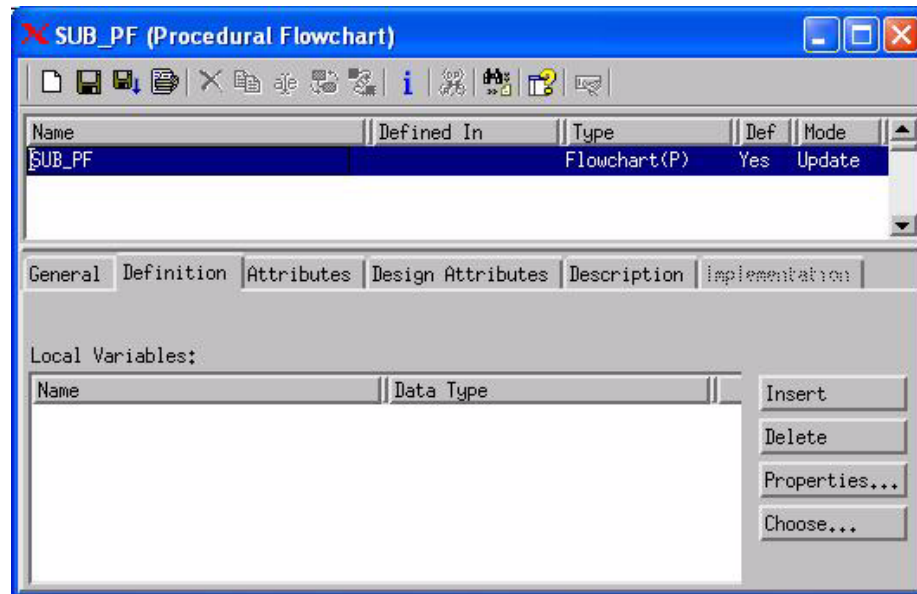 SUB_PF (Procedural Flowchart)
Name Defined In Type Def Mode
SUB_PF Flowchart(P) Yes Update
General Definition Attributes Design Attributes Description Implementation
Local Variables:
Name Data Type
Insert
Delete
Properties...
Choose...